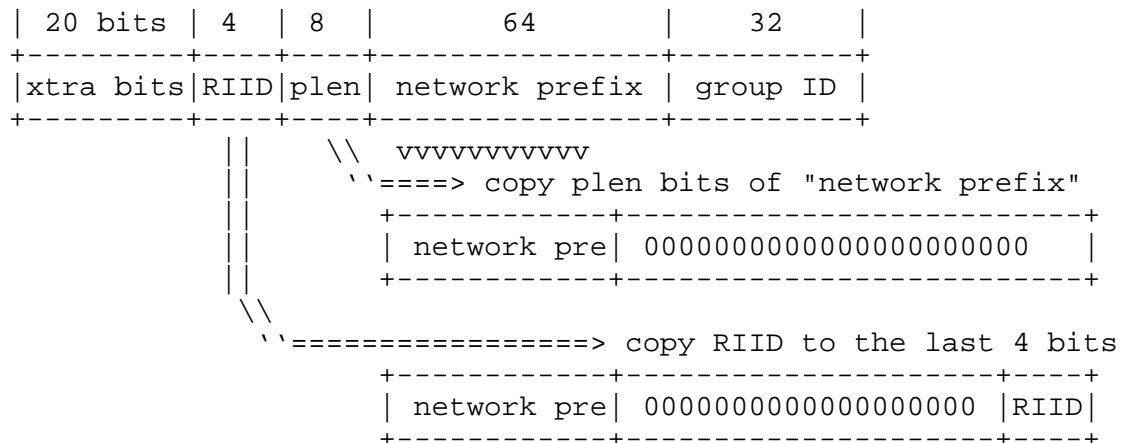 | 20 bits | 4  | 8  |       64       |    32    |
+---------+----+----+----------------+----------+
|xtra bits|RIID|plen| network prefix | group ID |
+---------+----+----+----------------+----------+
            ||    \\  vvvvvvvvvvv
            ||     ''====> copy plen bits of "network prefix"
            ||       +------------+--------------------------+
            ||       | network pre| 0000000000000000000000   |
            ||       +------------+--------------------------+
             \\
              ''=================> copy RIID to the last 4 bits
                     +------------+---------------------+----+
                     | network pre| 0000000000000000000 |RIID|
                     +------------+---------------------+----+